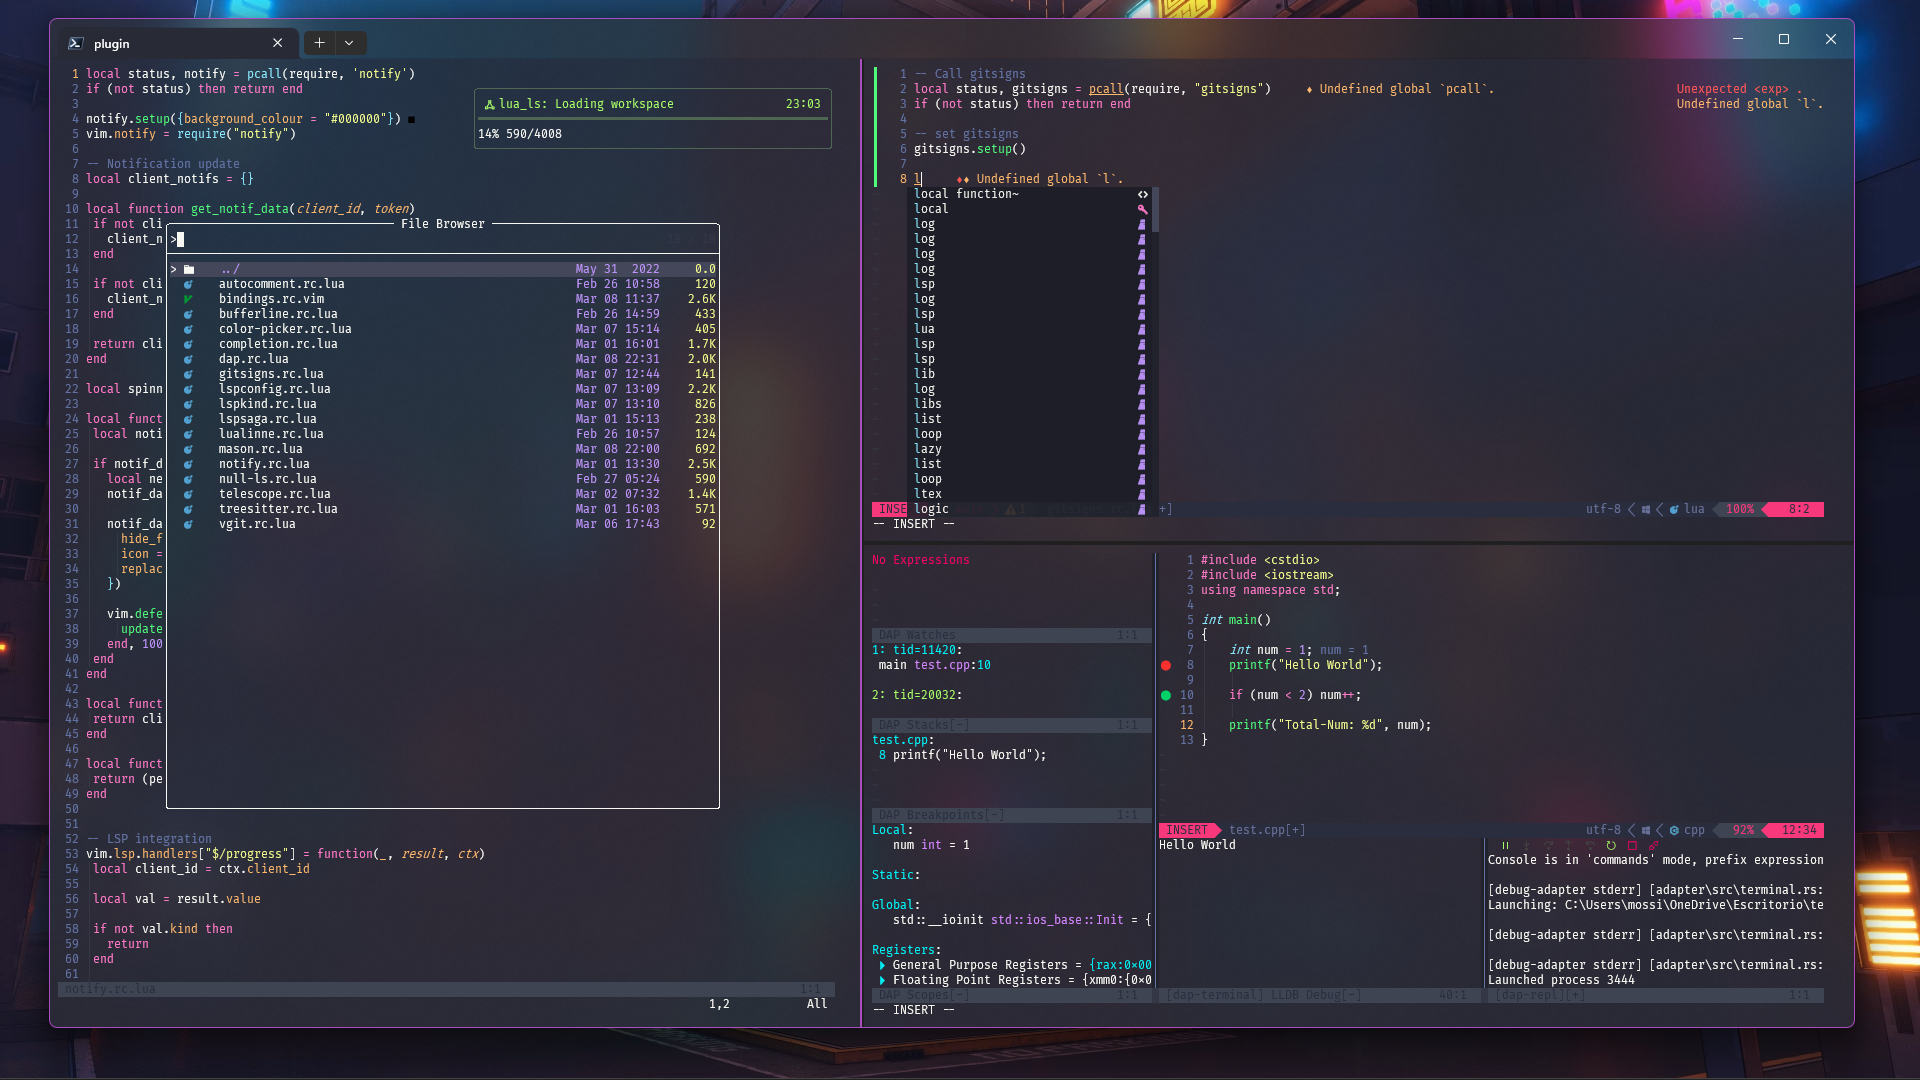 plugin
1 local status, notify = pcall(require, 'notify')
2 if (not status) then return end
3
4 notify.setup({background_colour = "#000000"})
5 vim.notify = require("notify")
6
7 -- Notification update
8 local client_notifs = {}
9
10 local function get_notif_data(client_id, token)
11 if not cli
12 client_n
13 end
14
15 if not cli
16 client_n
17 end
18
19 return cli
20 end
21
22 local spinn
23
24 local funct
25 local noti
26
27 if notif_d
28 local ne
29 notif_da
30
31 notif_da
32 hide_f
33 icon =
34 replac
35 })
36
37 vim.defe
38 update
39 end, 100
40 end
41 end
42
43 local funct
44 return cli
45 end
46
47 local funct
48 return (pe
49 end
50
51
52 -- LSP integration
53 vim.lsp.handlers["$/progress"] = function(_, result, ctx)
54 local client_id = ctx.client_id
55
56 local val = result.value
57
58 if not val.kind then
59 return
60 end
61
notify.rc.lua 1:1
1,2 All
lua_ls: Loading workspace 23:03
14% 590/4008
File Browser
>
> ../ May 31 2022 0.0
autocomment.rc.lua Feb 26 10:58 120
bindings.rc.vim Mar 08 11:37 2.6K
bufferline.rc.lua Feb 26 14:59 433
color-picker.rc.lua Mar 07 15:14 405
completion.rc.lua Mar 01 16:01 1.7K
dap.rc.lua Mar 08 22:31 2.0K
gitsigns.rc.lua Mar 07 12:44 141
lspconfig.rc.lua Mar 07 13:09 2.2K
lspkind.rc.lua Mar 07 13:10 826
lspsaga.rc.lua Mar 01 15:13 238
lualinne.rc.lua Feb 26 10:57 124
mason.rc.lua Mar 08 22:00 692
notify.rc.lua Mar 01 13:30 2.5K
null-ls.rc.lua Feb 27 05:24 590
telescope.rc.lua Mar 02 07:32 1.4K
treesitter.rc.lua Mar 01 16:03 571
vgit.rc.lua Mar 06 17:43 92
1 -- Call gitsigns
2 local status, gitsigns = pcall(require, "gitsigns") ♦ Undefined global `pcall`. Unexpected <exp> .
3 if (not status) then return end Undefined global `l`.
4
5 -- set gitsigns
6 gitsigns.setup()
7
8 l ♦♦ Undefined global `l`.
local function~ <>
local
log
log
log
log
lsp
log
lsp
lua
lsp
lsp
lib
log
libs
list
loop
lazy
list
loop
ltex
logic
INSE +] utf-8 < < lua 100% 8:2
-- INSERT --
No Expressions
DAP Watches 1:1
1: tid=11420:
main test.cpp:10
2: tid=20032:
DAP Stacks[-] 1:1
test.cpp:
8 printf("Hello World");
DAP Breakpoints[-] 1:1
Local:
num int = 1
Static:
Global:
std::__ioinit std::ios_base::Init = {
Registers:
General Purpose Registers = {rax:0×00
Floating Point Registers = {xmm0:{0×0
DAP Scopes[-] 1:1
-- INSERT --
1 #include <cstdio>
2 #include <iostream>
3 using namespace std;
4
5 int main()
6 {
7 int num = 1; num = 1
8 printf("Hello World");
9
10 if (num < 2) num++;
11
12 printf("Total-Num: %d", num);
13 }
INSERT test.cpp[+] utf-8 < < cpp 92% 12:34
Hello World
[dap-terminal] LLDB Debug[-] 40:1
Console is in 'commands' mode, prefix expression
[debug-adapter stderr] [adapter\src\terminal.rs:
Launching: C:\Users\mossi\OneDrive\Escritorio\te
[debug-adapter stderr] [adapter\src\terminal.rs:
[debug-adapter stderr] [adapter\src\terminal.rs:
Launched process 3444
[dap-repl][+] 1:1